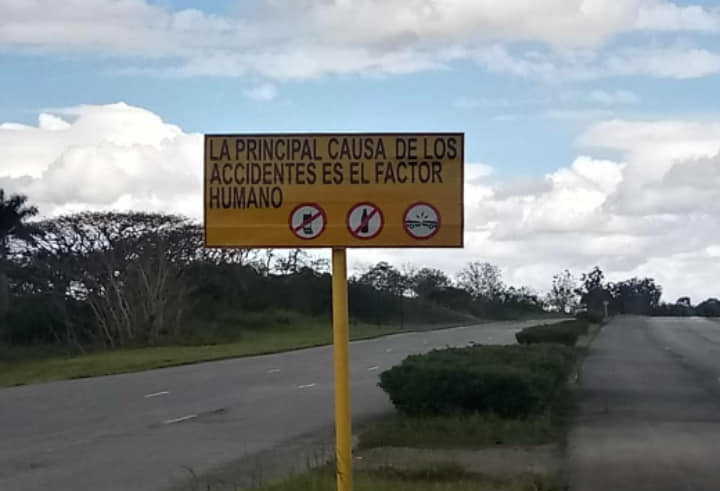 LA PRINCIPAL CAUSA DE LOS
ACCIDENTES ES EL FACTOR
HUMANO